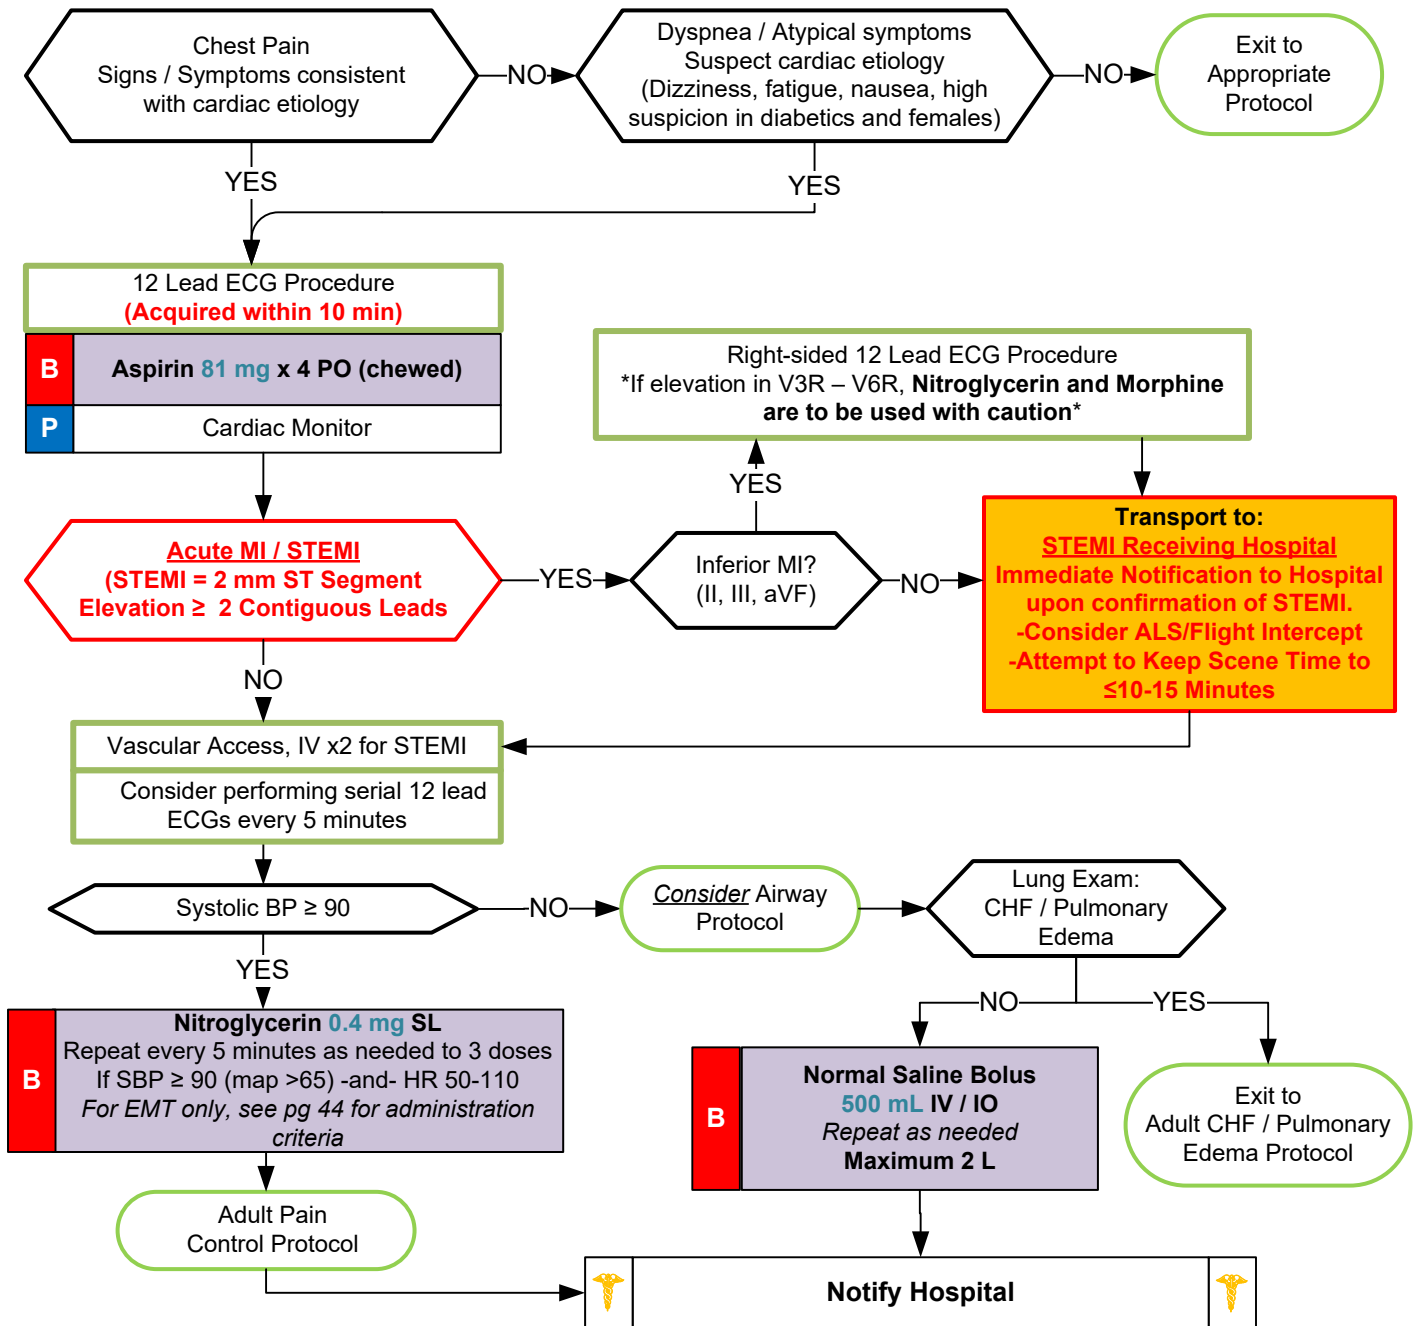 Chest Pain
Signs / Symptoms consistent
with cardiac etiology
NO
Dyspnea / Atypical symptoms
Suspect cardiac etiology
(Dizziness, fatigue, nausea, high
suspicion in diabetics and females)
NO
Exit to
Appropriate
Protocol
YES
YES
12 Lead ECG Procedure
(Acquired within 10 min)
B
Aspirin 81 mg x 4 PO (chewed)
P
Cardiac Monitor
Right-sided 12 Lead ECG Procedure
*If elevation in V3R – V6R, Nitroglycerin and Morphine
are to be used with caution*
YES
Acute MI / STEMI
(STEMI = 2 mm ST Segment
Elevation ≥ 2 Contiguous Leads
YES
Inferior MI?
(II, III, aVF)
NO
Transport to:
STEMI Receiving Hospital
Immediate Notification to Hospital
upon confirmation of STEMI.
-Consider ALS/Flight Intercept
-Attempt to Keep Scene Time to
≤10-15 Minutes
NO
Vascular Access, IV x2 for STEMI
Consider performing serial 12 lead
ECGs every 5 minutes
Systolic BP ≥ 90
NO
Consider Airway
Protocol
Lung Exam:
CHF / Pulmonary
Edema
YES
NO
YES
B
Nitroglycerin 0.4 mg SL
Repeat every 5 minutes as needed to 3 doses
If SBP ≥ 90 (map >65) -and- HR 50-110
For EMT only, see pg 44 for administration
criteria
B
Normal Saline Bolus
500 mL IV / IO
Repeat as needed
Maximum 2 L
Exit to
Adult CHF / Pulmonary
Edema Protocol
Adult Pain
Control Protocol
Notify Hospital